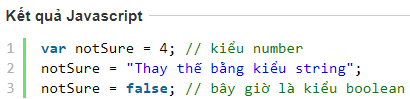 Kết quả Javascript
1 var notSure = 4; // kiểu number
2 notSure = "Thay thế bằng kiểu string";
3 notSure = false; // bây giờ là kiểu boolean